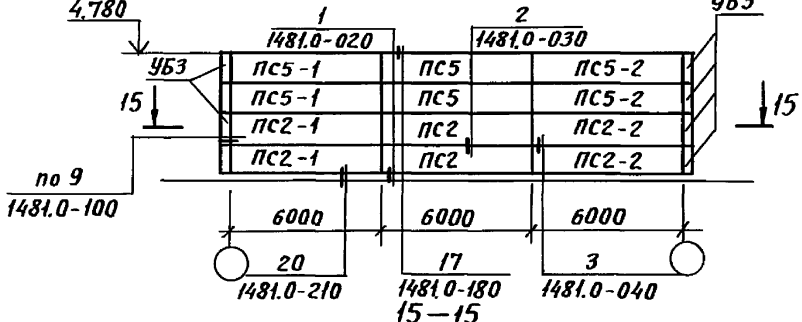 4.780 1 2 УБЗ
1481.0-020 1481.0-030
УБЗ ПС5-1 ПС5 ПС5-2
15 ПС5-1 ПС5 ПС5-2 15
ПС2-1 ПС2 ПС2-2
ПС2-1 ПС2 ПС2-2
по 9
1481.0-100
6000 6000 6000
20 17 3
1481.0-210 1481.0-180 1481.0-040
15-15